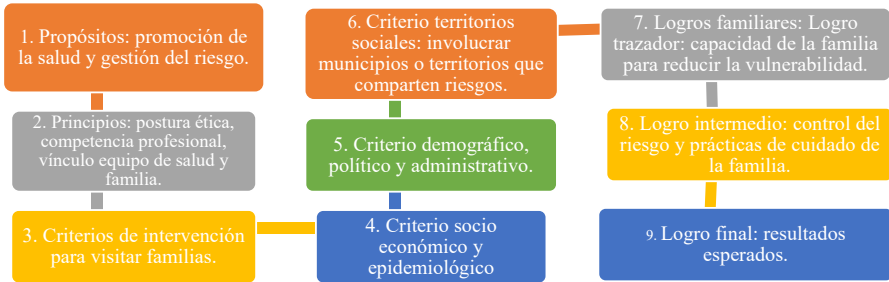 1. Propósitos: promoción de
la salud y gestión del riesgo.
2. Principios: postura ética,
competencia profesional,
vínculo equipo de salud y
familia.
3. Criterios de intervención
para visitar familias.
4. Criterio socio
económico y
epidemiológico
5. Criterio demográfico,
político y administrativo.
6. Criterio territorios
sociales: involucrar
municipios o territorios que
comparten riesgos.
7. Logros familiares: Logro
trazador: capacidad de la familia
para reducir la vulnerabilidad.
8. Logro intermedio: control del
riesgo y prácticas de cuidado de
la familia.
9. Logro final: resultados
esperados.